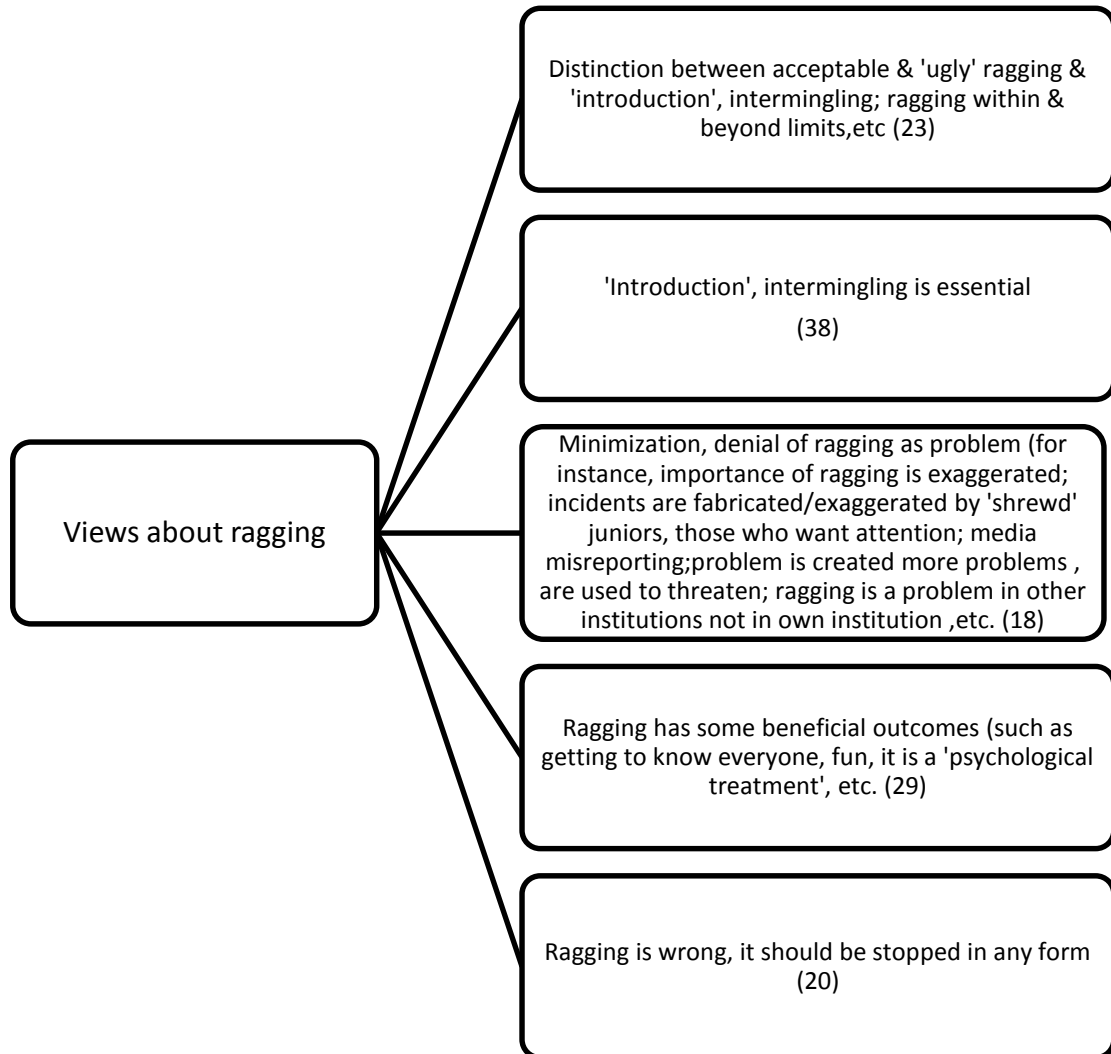 Distinction between acceptable & 'ugly' ragging &
'introduction', intermingling; ragging within &
beyond limits,etc (23)
'Introduction', intermingling is essential
(38)
Views about ragging
Minimization, denial of ragging as problem (for
instance, importance of ragging is exaggerated;
incidents are fabricated/exaggerated by 'shrewd'
juniors, those who want attention; media
misreporting;problem is created more problems ,
are used to threaten; ragging is a problem in other
institutions not in own institution ,etc. (18)
Ragging has some beneficial outcomes (such as
getting to know everyone, fun, it is a 'psychological
treatment', etc. (29)
Ragging is wrong, it should be stopped in any form
(20)